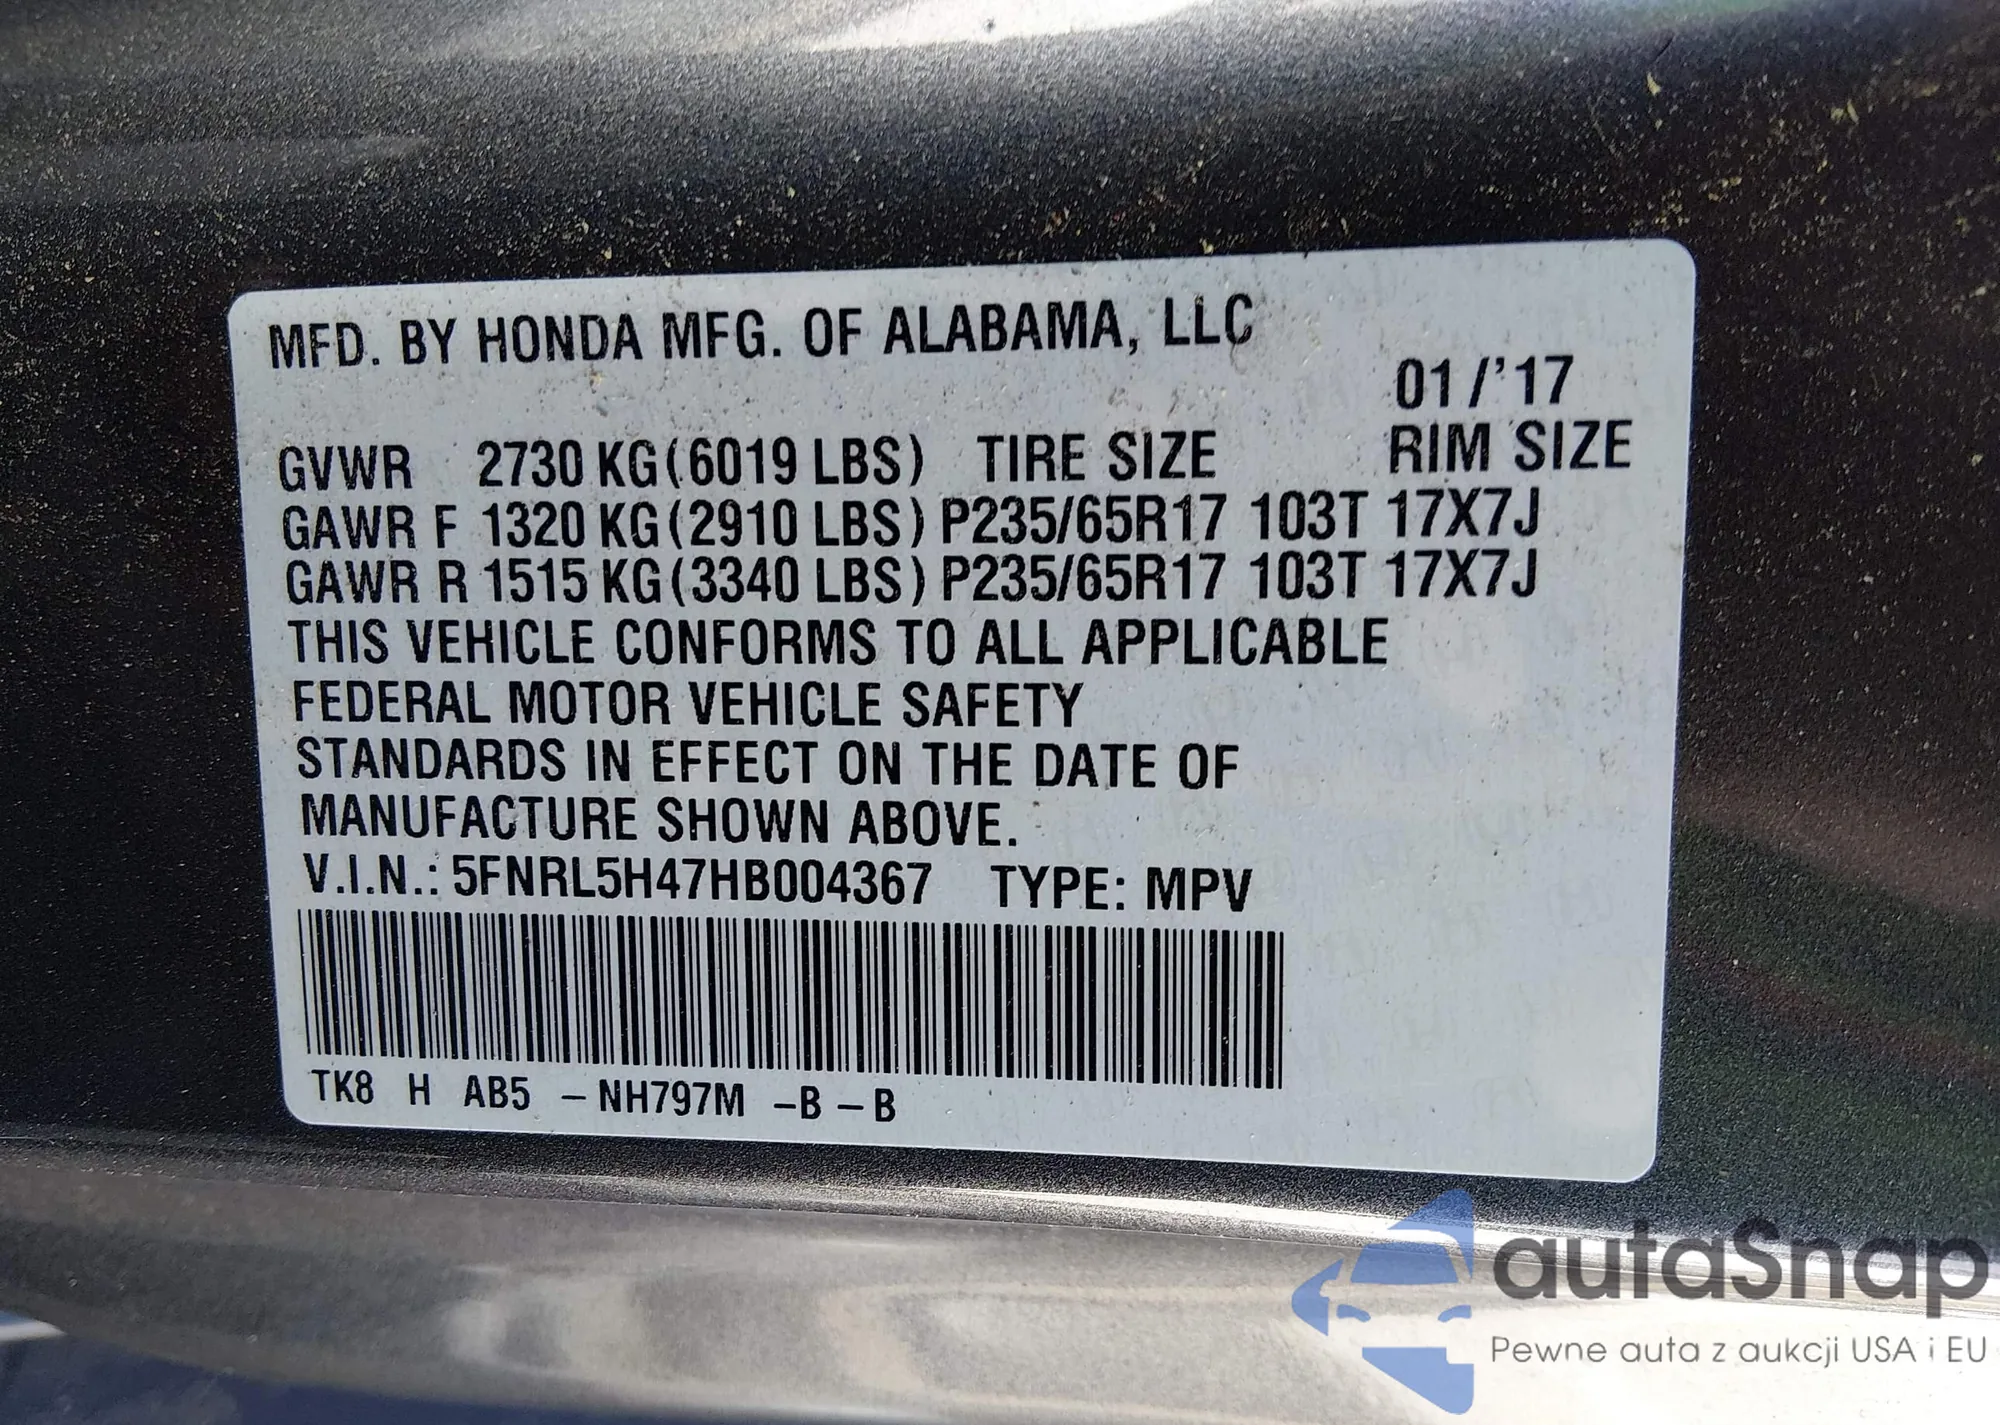 MFD. BY HONDA MFG. OF ALABAMA, LLC
01/'17
GVWR 2730 KG(6019 LBS) TIRE SIZE RIM SIZE
GAWR F 1320 KG(2910 LBS) P235/65R17 103T 17X7J
GAWR R 1515 KG(3340 LBS) P235/65R17 103T 17X7J
THIS VEHICLE CONFORMS TO ALL APPLICABLE
FEDERAL MOTOR VEHICLE SAFETY
STANDARDS IN EFFECT ON THE DATE OF
MANUFACTURE SHOWN ABOVE.
V.I.N.: 5FNRL5H47HB004367 TYPE: MPV
TK8 H AB5 -NH797M -B-B
autaSnap
Pewne auta z aukcji USA i EU